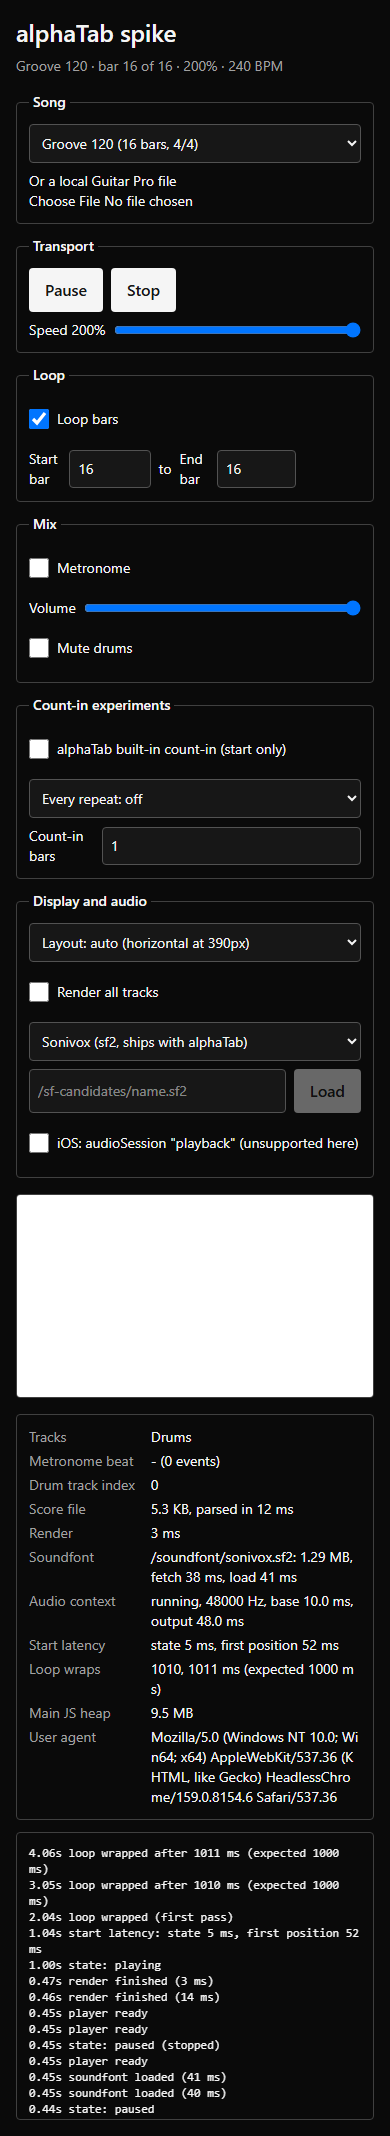 alphaTab spike
Groove 120 · bar 16 of 16 · 200% · 240 BPM
Song
Groove 120 (16 bars, 4/4)
Or a local Guitar Pro file
Choose File No file chosen
Transport
Pause Stop
Speed 200%
Loop
Loop bars
Start bar 16 to End bar 16
Mix
Metronome
Volume
Mute drums
Count-in experiments
alphaTab built-in count-in (start only)
Every repeat: off
Count-in bars 1
Display and audio
Layout: auto (horizontal at 390px)
Render all tracks
Sonivox (sf2, ships with alphaTab)
/sf-candidates/name.sf2 Load
iOS: audioSession "playback" (unsupported here)
Tracks Drums
Metronome beat - (0 events)
Drum track index 0
Score file 5.3 KB, parsed in 12 ms
Render 3 ms
Soundfont /soundfont/sonivox.sf2: 1.29 MB,
fetch 38 ms, load 41 ms
Audio context running, 48000 Hz, base 10.0 ms,
output 48.0 ms
Start latency state 5 ms, first position 52 ms
Loop wraps 1010, 1011 ms (expected 1000 m
s)
Main JS heap 9.5 MB
User agent Mozilla/5.0 (Windows NT 10.0; Wi
n64; x64) AppleWebKit/537.36 (K
HTML, like Gecko) HeadlessChro
me/159.0.8154.6 Safari/537.36
4.06s loop wrapped after 1011 ms (expected 1000
ms)
3.05s loop wrapped after 1010 ms (expected 1000
ms)
2.04s loop wrapped (first pass)
1.04s start latency: state 5 ms, first position 52
ms
1.00s state: playing
0.47s render finished (3 ms)
0.46s render finished (14 ms)
0.45s player ready
0.45s player ready
0.45s state: paused (stopped)
0.45s player ready
0.45s soundfont loaded (41 ms)
0.45s soundfont loaded (40 ms)
0.44s state: paused